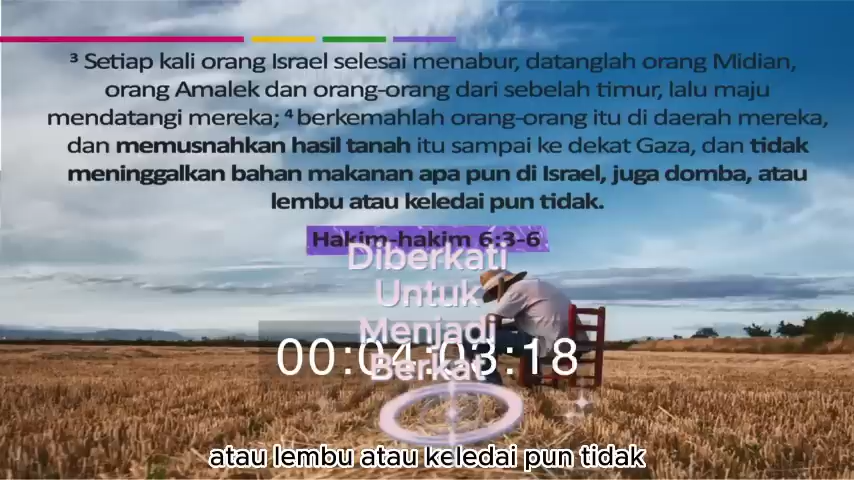 ³ Setiap kali orang Israel selesai menabur, datanglah orang Midian,
orang Amalek dan orang-orang dari sebelah timur, lalu maju
mendatangi mereka; ⁴ berkemahlah orang-orang itu di daerah mereka,
dan memusnahkan hasil tanah itu sampai ke dekat Gaza, dan tidak
meninggalkan bahan makanan apa pun di Israel, juga domba, atau
lembu atau keledai pun tidak.
Hakim-hakim 6:3-6
Diberkati
Untuk
Menjadi
Berkat
00:04:03:18
atau lembu atau keledai pun tidak